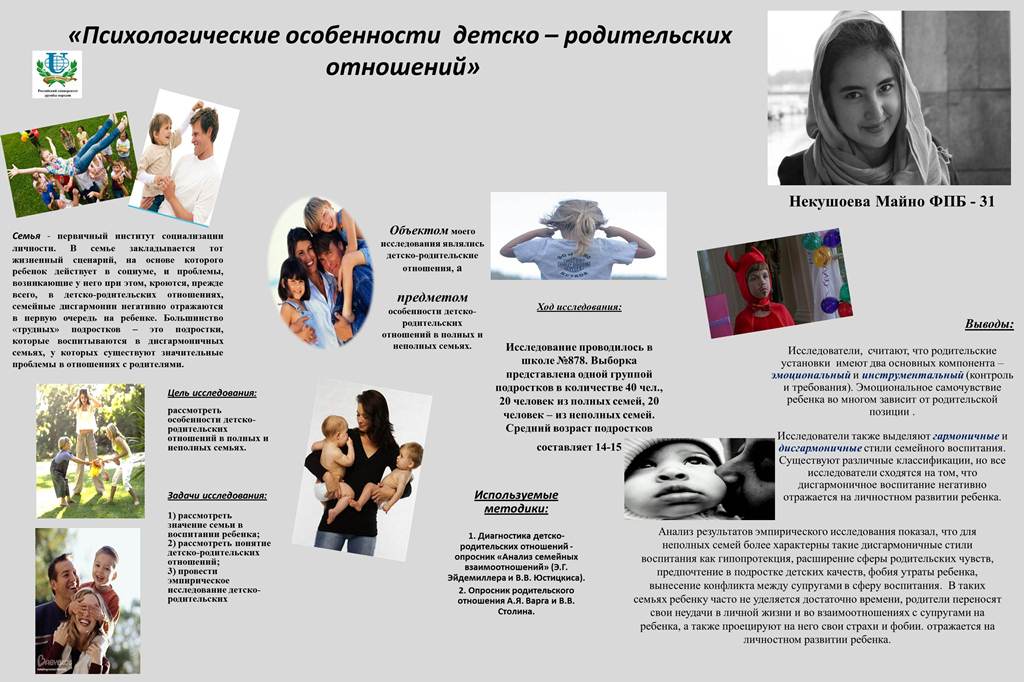 «Психологические особенности детско – родительских
отношений»
Российский университет
дружбы народов
Некушоева Майно ФПБ - 31
Семья - первичный институт социализации
личности. В семье закладывается тот
жизненный сценарий, на основе которого
ребенок действует в социуме, и проблемы,
возникающие у него при этом, кроются, прежде
всего, в детско-родительских отношениях,
семейные дисгармонии негативно отражаются
в первую очередь на ребенке. Большинство
«трудных» подростков – это подростки,
которые воспитываются в дисгармоничных
семьях, у которых существуют значительные
проблемы в отношениях с родителями.
Цель исследования:
рассмотреть
особенности детско-
родительских
отношений в полных и
неполных семьях.
Задачи исследования:
1) рассмотреть
значение семьи в
воспитании ребенка;
2) рассмотреть понятие
детско-родительских
отношений;
3) провести
эмпирическое
исследование детско-
родительских
Объектом моего
исследования являлись
детско-родительские
отношения, а
предметом
особенности детско-
родительских
отношений в полных и
неполных семьях.
Ход исследования:
Исследование проводилось в
школе №878. Выборка
представлена одной группой
подростков в количестве 40 чел.,
20 человек из полных семей, 20
человек – из неполных семей.
Средний возраст подростков
составляет 14-15
Используемые
методики:
1. Диагностика детско-
родительских отношений -
опросник «Анализ семейных
взаимоотношений» (Э.Г.
Эйдемиллера и В.В. Юстицкиса).
2. Опросник родительского
отношения А.Я. Варга и В.В.
Столина.
Выводы:
Исследователи, считают, что родительские
установки имеют два основных компонента –
эмоциональный и инструментальный (контроль
и требования). Эмоциональное самочувствие
ребенка во многом зависит от родительской
позиции .
Исследователи также выделяют гармоничные и
дисгармоничные стили семейного воспитания.
Существуют различные классификации, но все
исследователи сходятся на том, что
дисгармоничное воспитание негативно
отражается на личностном развитии ребенка.
Анализ результатов эмпирического исследования показал, что для
неполных семей более характерны такие дисгармоничные стили
воспитания как гипопротекция, расширение сферы родительских чувств,
предпочтение в подростке детских качеств, фобия утраты ребенка,
вынесение конфликта между супругами в сферу воспитания. В таких
семьях ребенку часто не уделяется достаточно времени, родители переносят
свои неудачи в личной жизни и во взаимоотношениях с супругами на
ребенка, а также проецируют на него свои страхи и фобии. отражается на
личностном развитии ребенка.